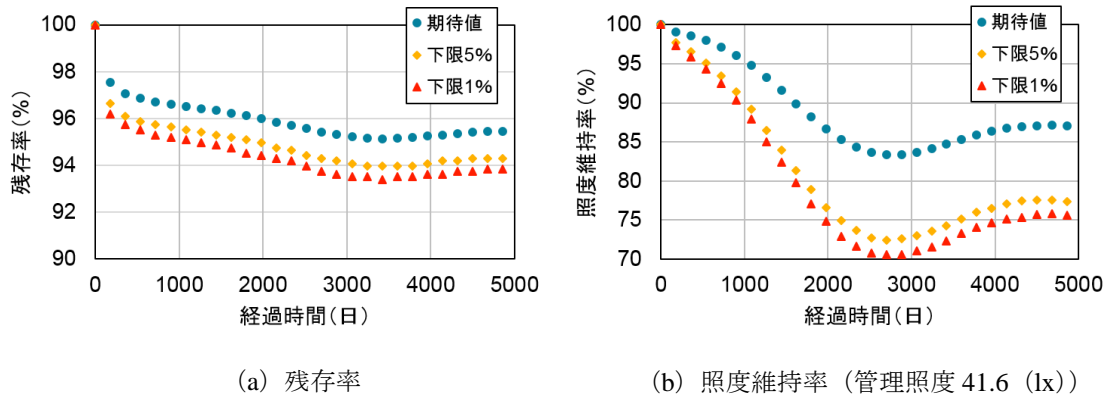 100
98
96
94
92
90
残存率(%)
期待値
下限5%
下限1%
0
1000
2000
3000
4000
5000
経過時間(日)
(a) 残存率
100
95
90
85
80
75
70
照度維持率(%)
期待値
下限5%
下限1%
0
1000
2000
3000
4000
5000
経過時間(日)
(b) 照度維持率（管理照度 41.6（lx））